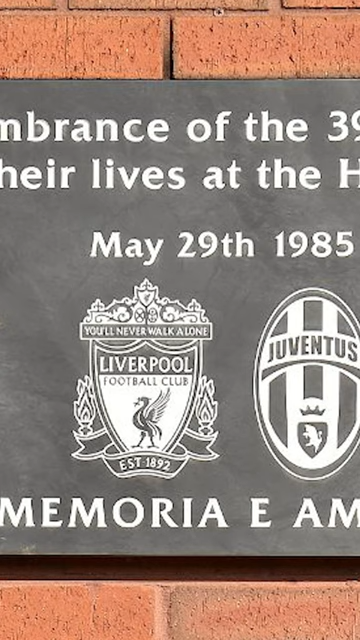 mbrance of the 39
heir lives at the H
May 29th 1985
YOU'LL NEVER WALK ALONE
LIVERPOOL
FOOTBALL CLUB
EST 1892
JUVENTUS
MEMORIA E AM